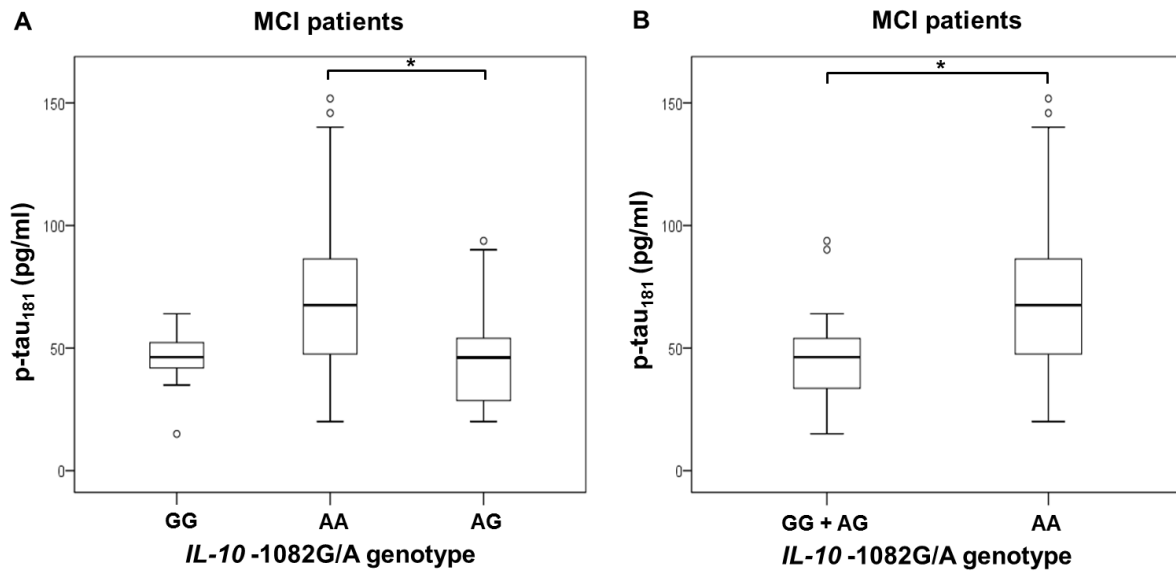 A
MCI patients
*
150
100
50
0
p-tau₁₈₁ (pg/ml)
GG AA AG
IL-10 -1082G/A genotype
B
MCI patients
*
150
100
50
0
p-tau₁₈₁ (pg/ml)
GG + AG AA
IL-10 -1082G/A genotype